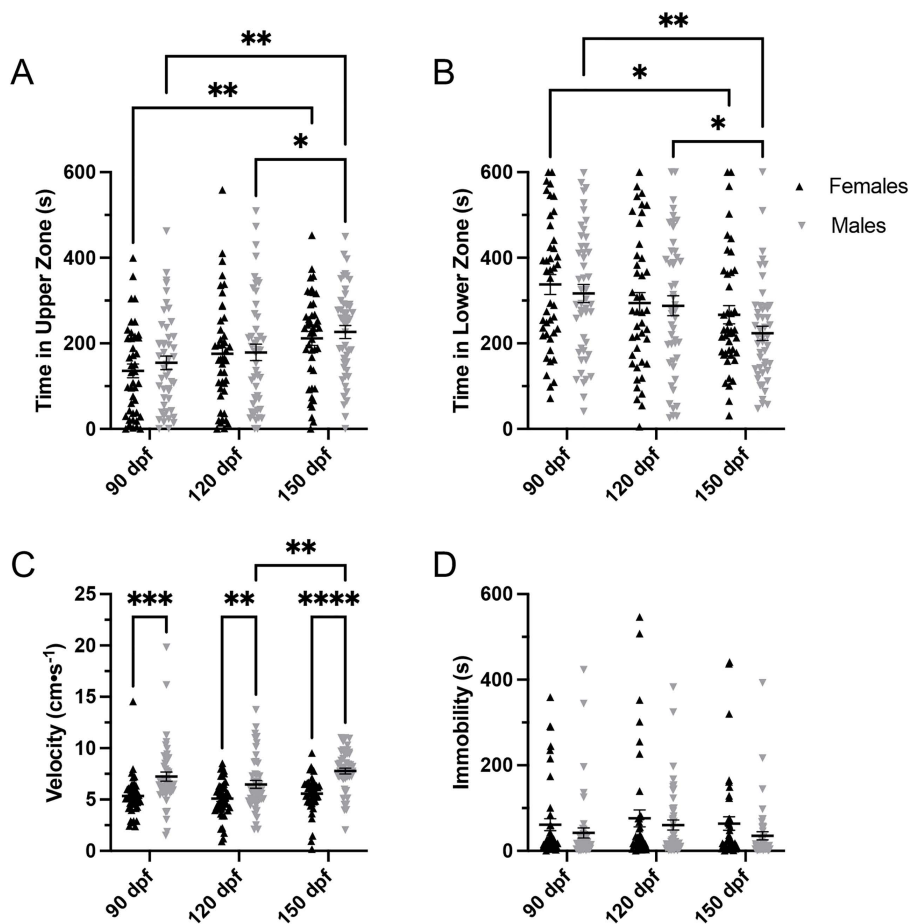 A
**
**
*
Time in Upper Zone (s)
600
400
200
0
90 dpf
120 dpf
150 dpf
B
**
*
*
Time in Lower Zone (s)
600
400
200
0
90 dpf
120 dpf
150 dpf
Females
Males
C
**
***
**
****
Velocity (cm•s⁻¹)
25
20
15
10
5
0
90 dpf
120 dpf
150 dpf
D
Immobility (s)
600
400
200
0
90 dpf
120 dpf
150 dpf